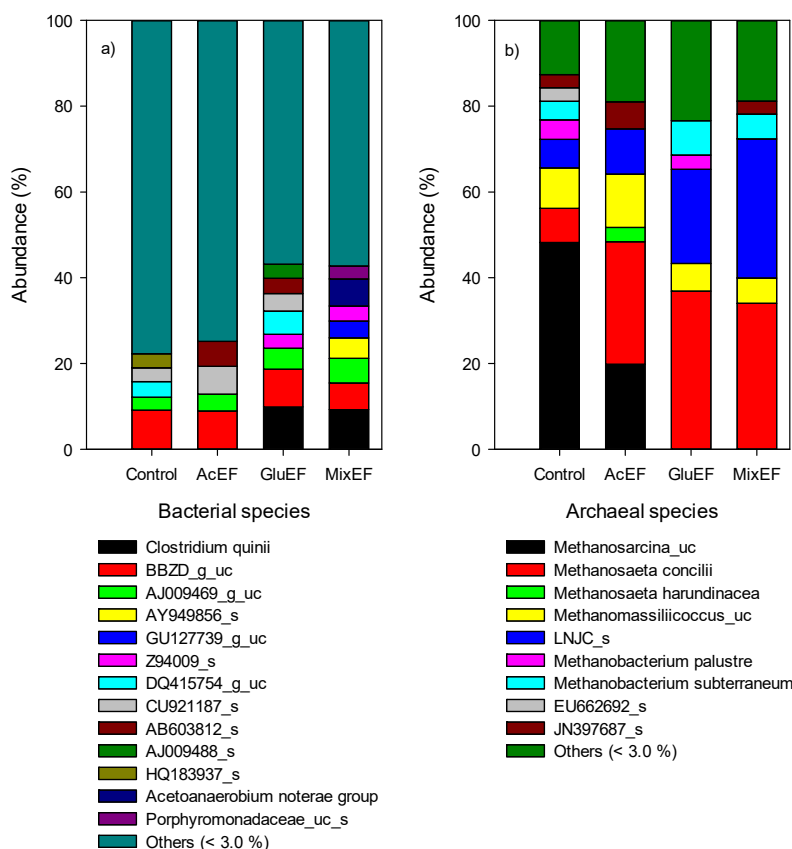 a)
Abundance (%)
100
80
60
40
20
0
Control AcEF GluEF MixEF
Bacterial species
Clostridium quinii
BBZD_g_uc
AJ009469_g_uc
AY949856_s
GU127739_g_uc
Z94009_s
DQ415754_g_uc
CU921187_s
AB603812_s
AJ009488_s
HQ183937_s
Acetoanaerobium noterae group
Porphyromonadaceae_uc_s
Others (< 3.0 %)
b)
Abundance (%)
100
80
60
40
20
0
Control AcEF GluEF MixEF
Archaeal species
Methanosarcina_uc
Methanosaeta concilii
Methanosaeta harundinacea
Methanomassiliicoccus_uc
LNJC_s
Methanobacterium palustre
Methanobacterium subterraneum
EU662692_s
JN397687_s
Others (< 3.0 %)